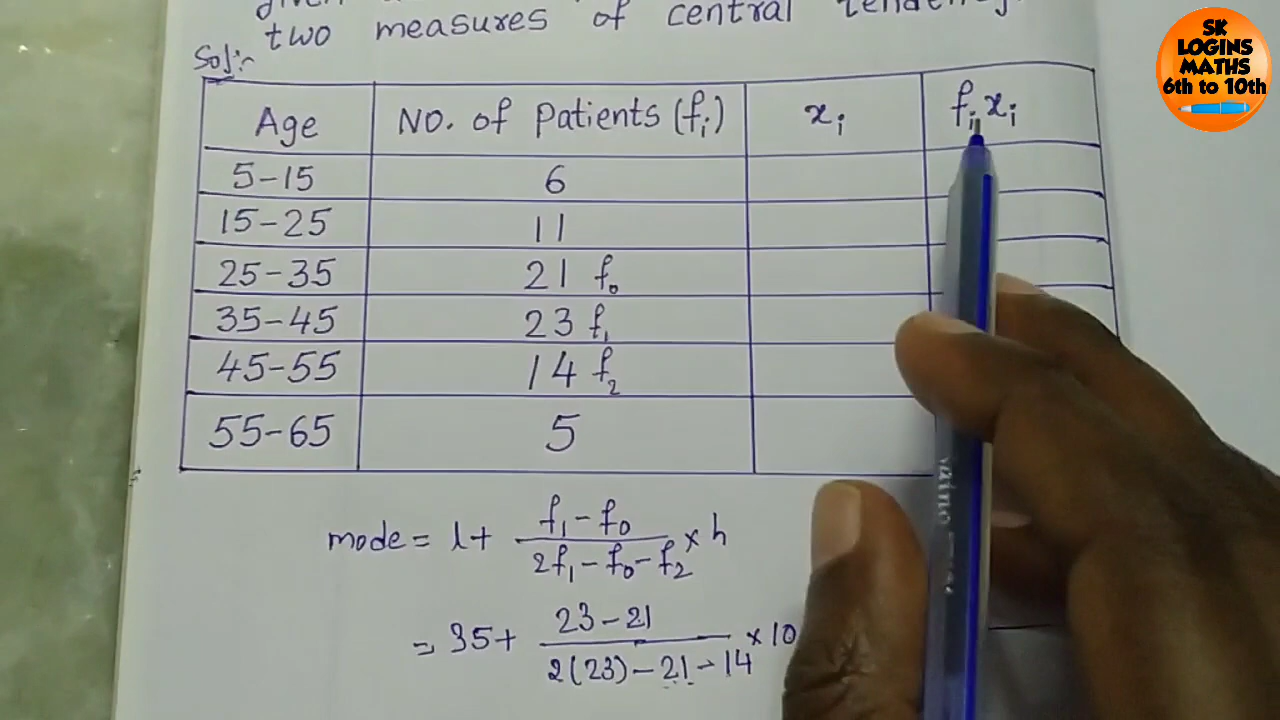 two measures of central tendency.
Sol:-
Age No. of Patients (fi) xi fixi
5-15 6
15-25 11
25-35 21 f0
35-45 23 f1
45-55 14 f2
55-65 5
mode = l + f1 - f0 / 2f1 - f0 - f2 × h
= 35 + 23 - 21 / 2(23) - 21 - 14 × 10
SK
LOGINS
MATHS
6th to 10th